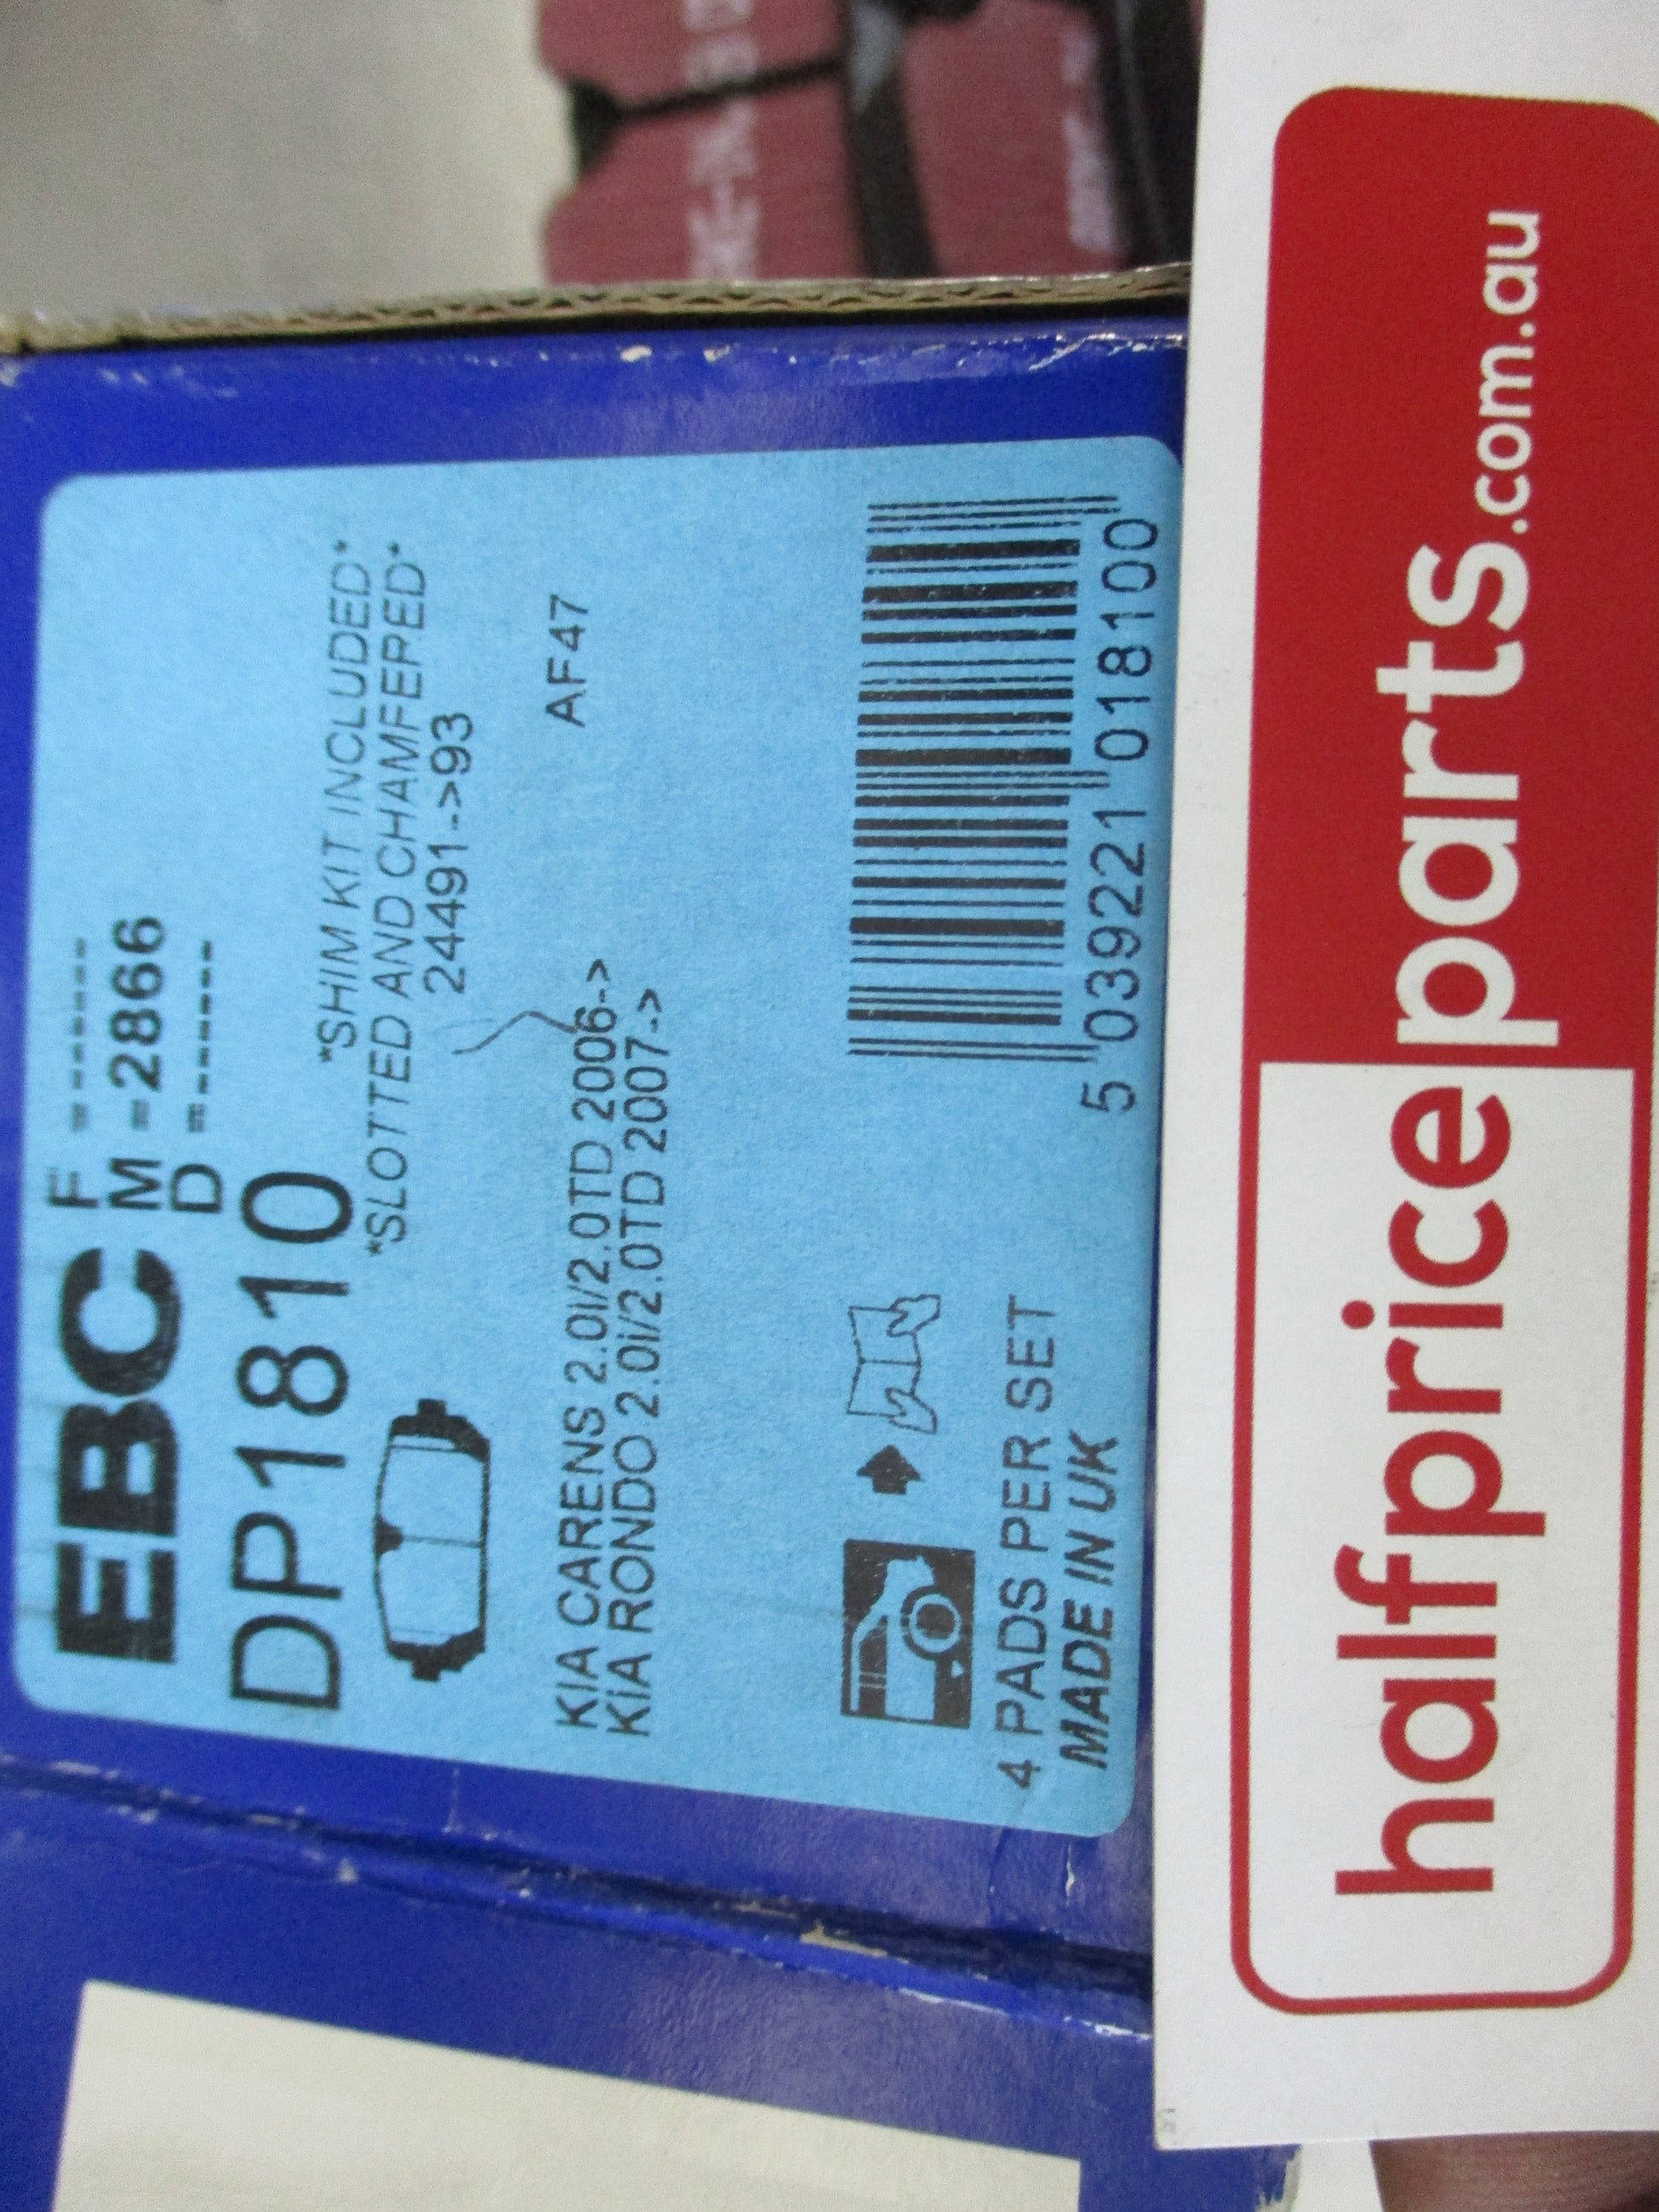 EBC
F =------
M =2866
D =------
DP1810
*SHIM KIT INCLUDED*
*SLOTTED AND CHAMFERED*
24491->93
AF47
KIA CARENS 2.0I/2.0TD 2006->
KIA RONDO 2.0i/2.0TD 2007->
4 PADS PER SET
MADE IN UK
5 039221 018100
halfpriceparts.com.au